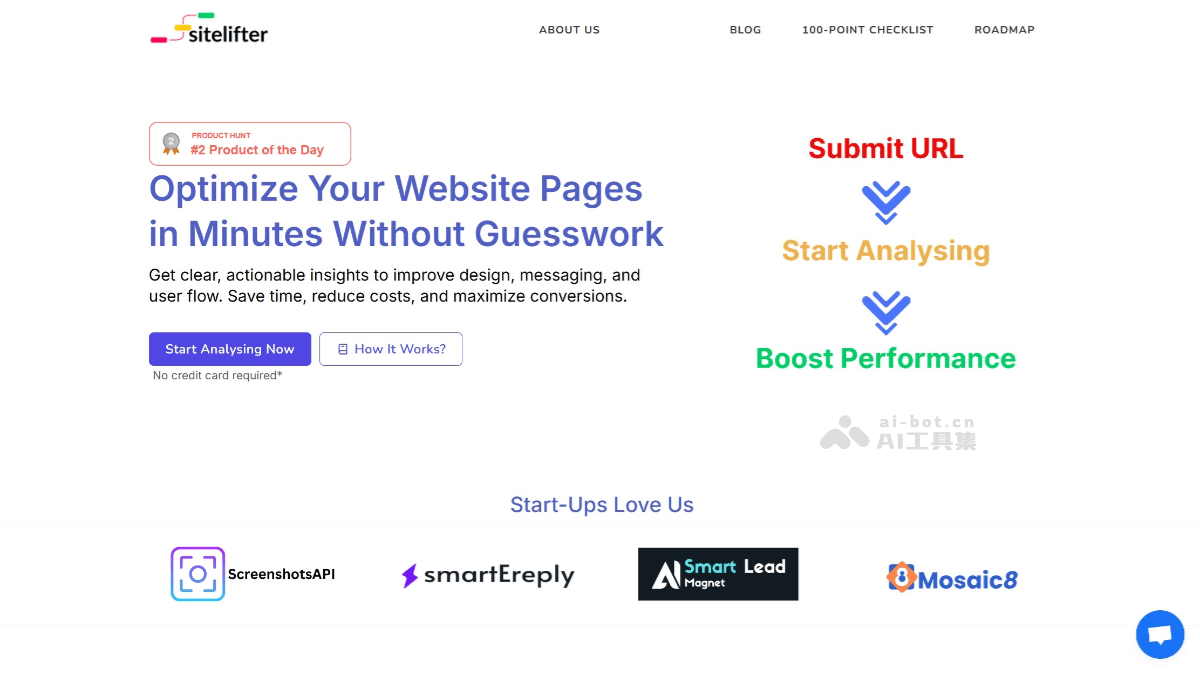 sitelifter
ABOUT US
BLOG
100-POINT CHECKLIST
ROADMAP
2
PRODUCT HUNT
#2 Product of the Day
Optimize Your Website Pages
in Minutes Without Guesswork
Get clear, actionable insights to improve design, messaging, and
user flow. Save time, reduce costs, and maximize conversions.
Start Analysing Now
How It Works?
No credit card required*
Submit URL
Start Analysing
Boost Performance
ai-bot.cn
AI工具集
Start-Ups Love Us
ScreenshotsAPI
smartEreply
Smart Lead
Magnet
Mosaic8